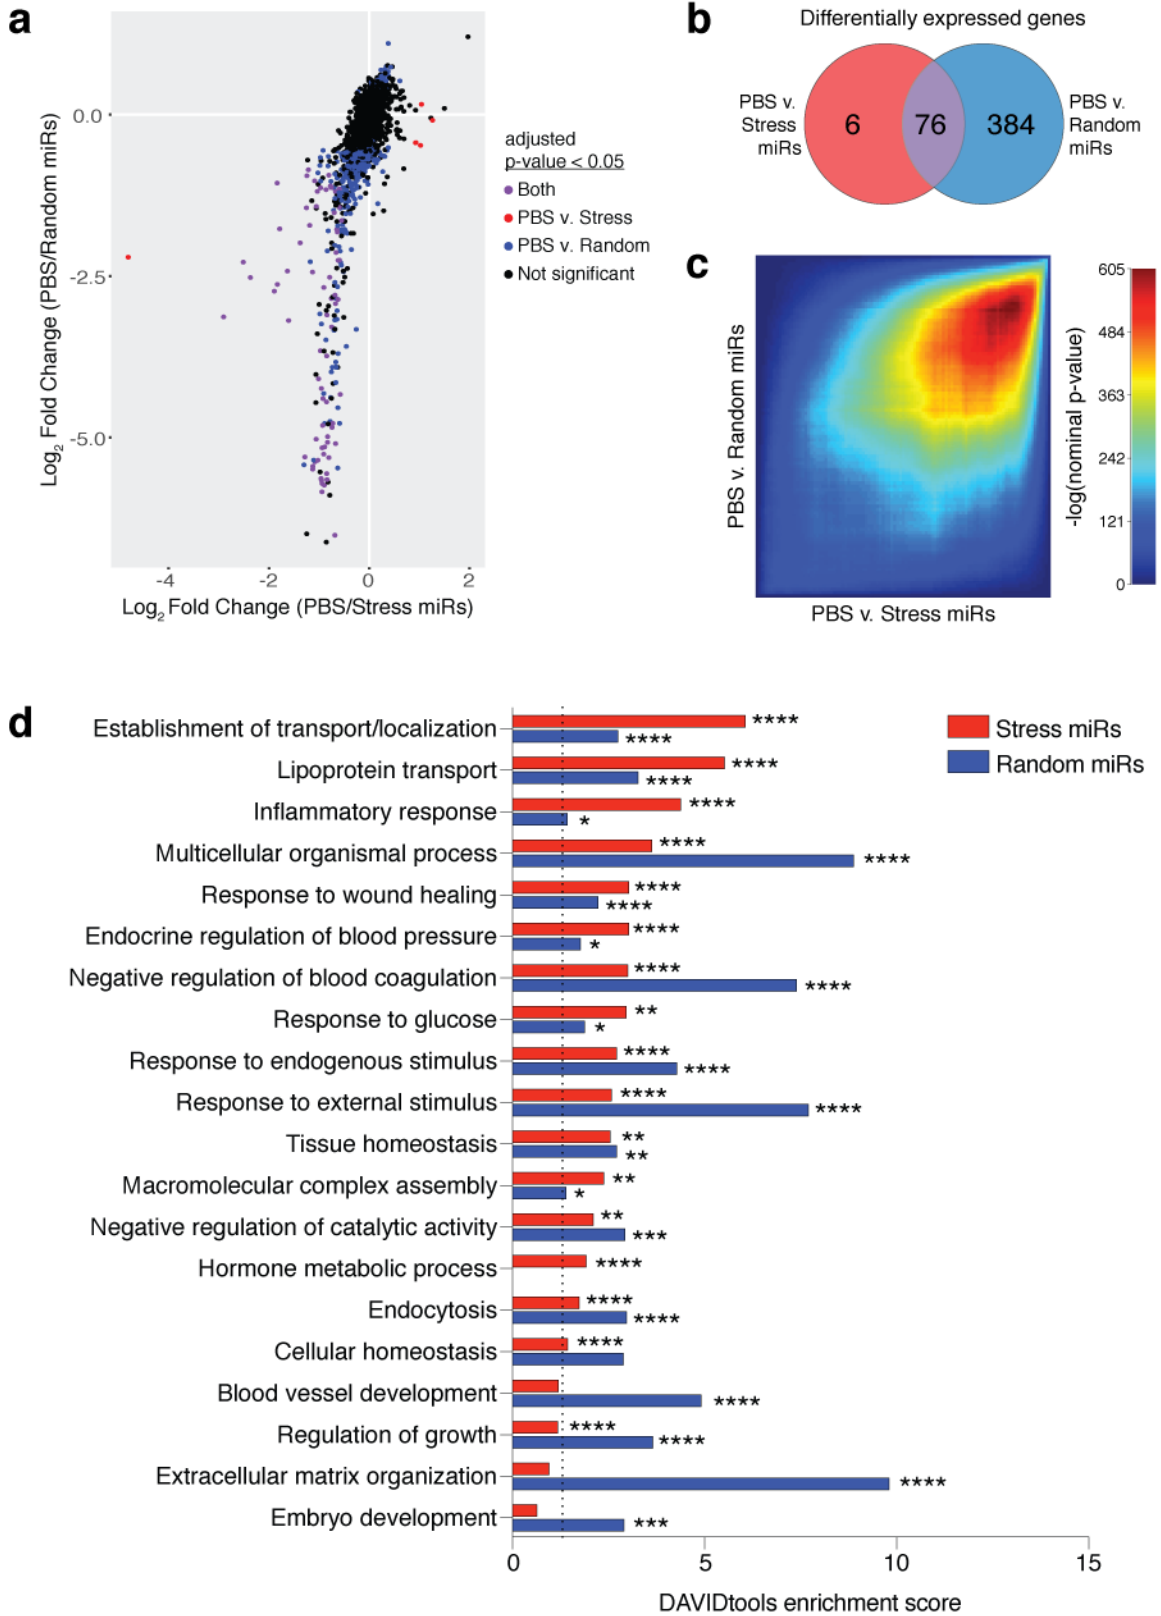 a
0.0
-2.5
-5.0
-4
-2
0
2
Log2 Fold Change (PBS/Random miRs)
Log2 Fold Change (PBS/Stress miRs)
adjusted
p-value < 0.05
Both
PBS v. Stress
PBS v. Random
Not significant
b
Differentially expressed genes
PBS v.
Stress
miRs
6
76
384
PBS v.
Random
miRs
c
PBS v. Random miRs
PBS v. Stress miRs
-log(nominal p-value)
605
484
363
242
121
0
d
Stress miRs
Random miRs
Establishment of transport/localization
****
****
Lipoprotein transport
****
****
Inflammatory response
****
*
Multicellular organismal process
****
****
Response to wound healing
****
****
Endocrine regulation of blood pressure
****
*
Negative regulation of blood coagulation
****
****
Response to glucose
**
*
Response to endogenous stimulus
****
****
Response to external stimulus
****
****
Tissue homeostasis
**
**
Macromolecular complex assembly
**
*
Negative regulation of catalytic activity
**
***
Hormone metabolic process
****
Endocytosis
****
****
Cellular homeostasis
****
Blood vessel development
****
Regulation of growth
****
****
Extracellular matrix organization
****
Embryo development
***
0
5
10
15
DAVIDtools enrichment score